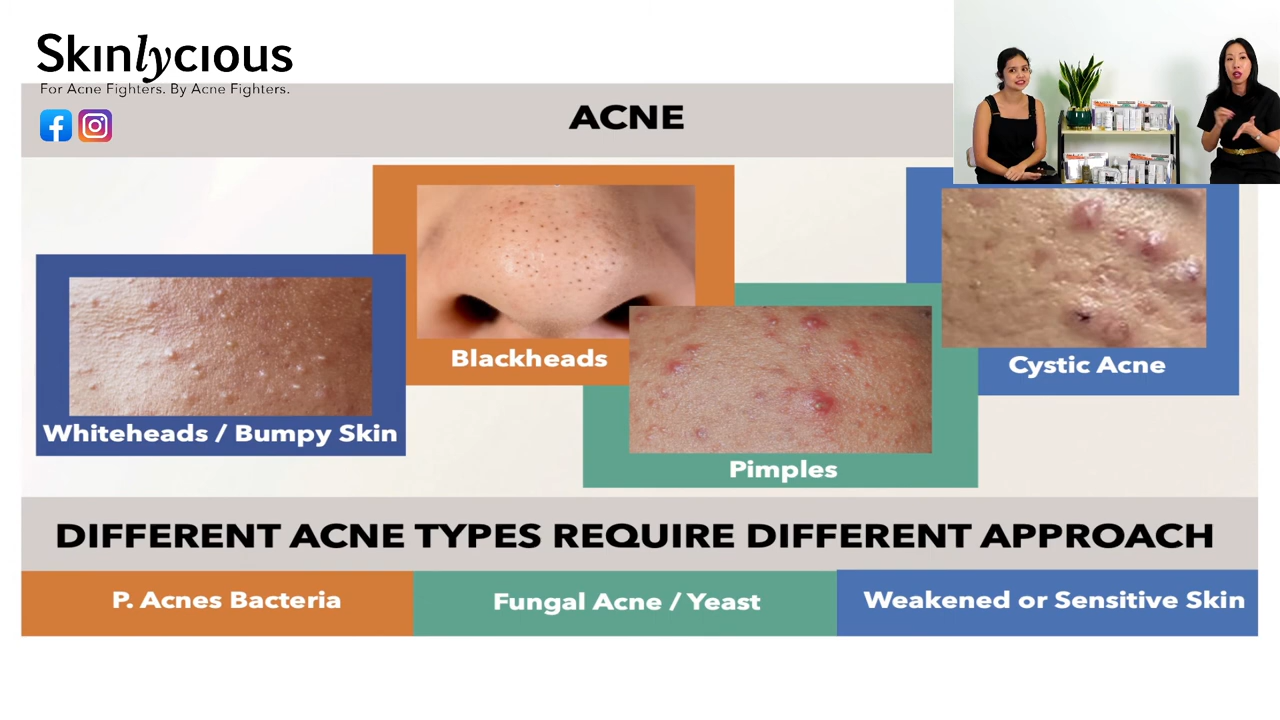 Skinlycious
For Acne Fighters. By Acne Fighters.
ACNE
Whiteheads / Bumpy Skin
Blackheads
Pimples
Cystic Acne
DIFFERENT ACNE TYPES REQUIRE DIFFERENT APPROACH
P. Acnes Bacteria
Fungal Acne / Yeast
Weakened or Sensitive Skin